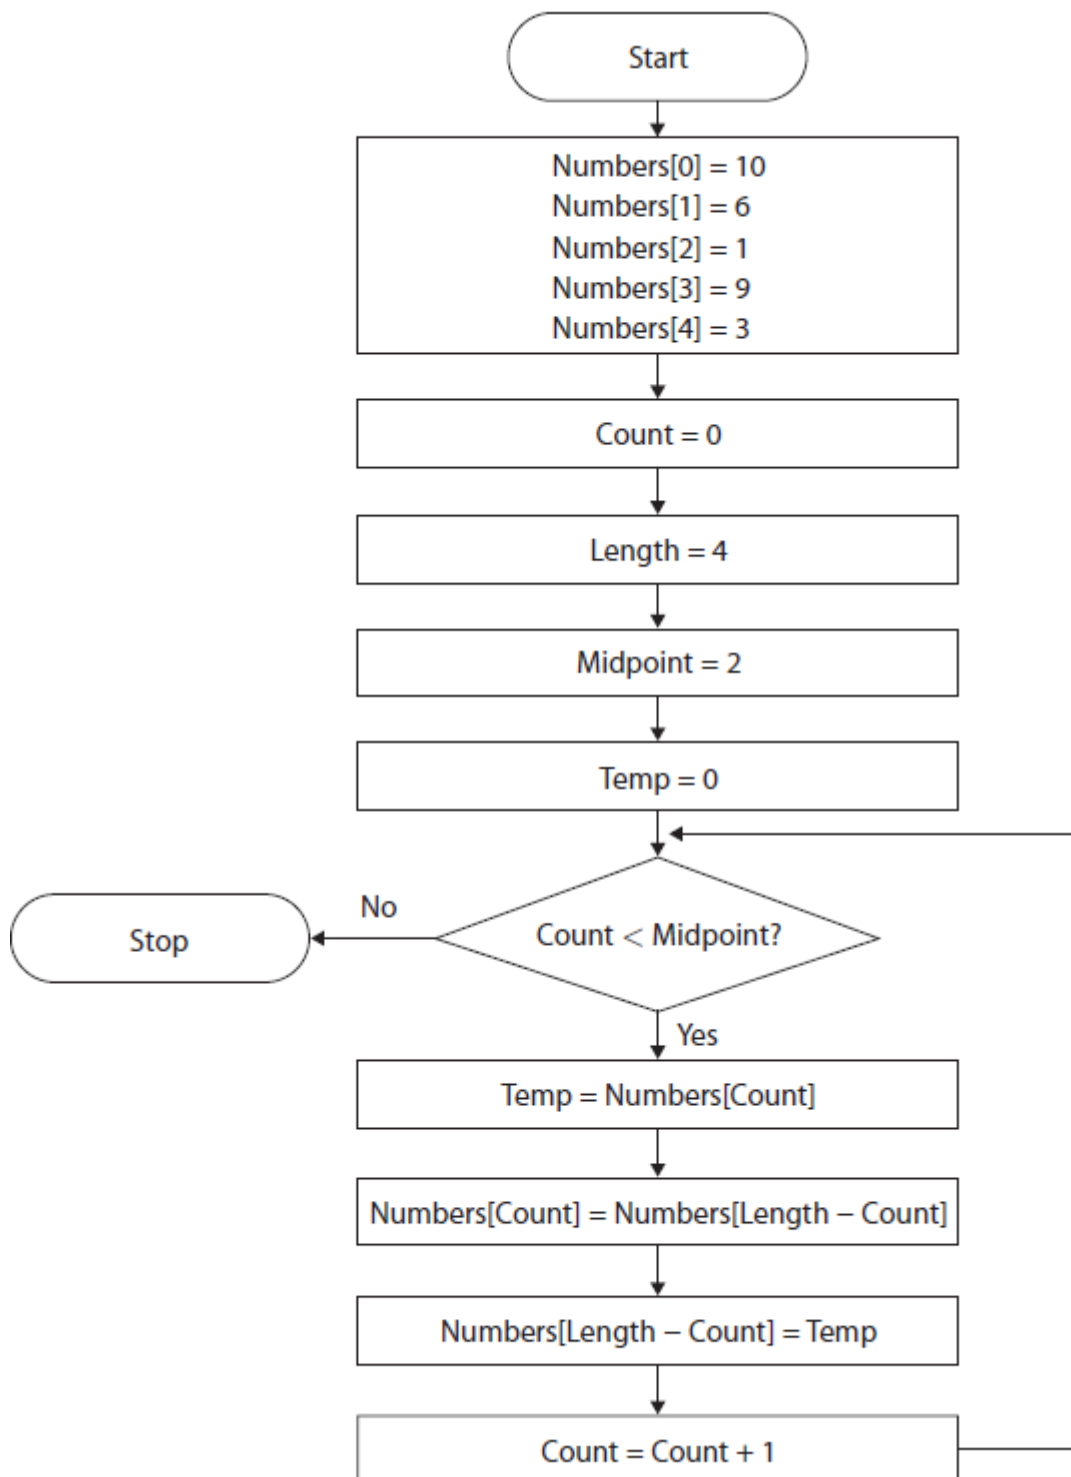 Start
Numbers[0] = 10
Numbers[1] = 6
Numbers[2] = 1
Numbers[3] = 9
Numbers[4] = 3
Count = 0
Length = 4
Midpoint = 2
Temp = 0
Count < Midpoint?
No
Stop
Yes
Temp = Numbers[Count]
Numbers[Count] = Numbers[Length – Count]
Numbers[Length – Count] = Temp
Count = Count + 1